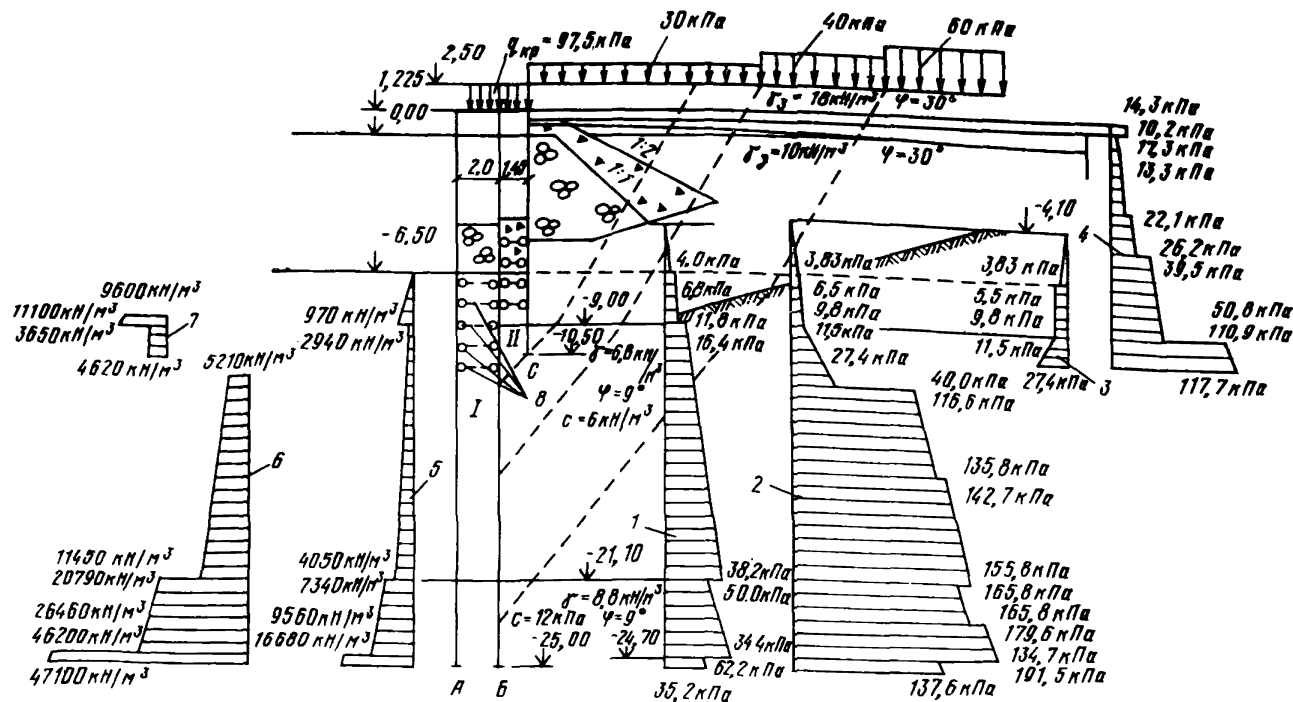 30 кПа
40 кПа
60 кПа
qкр = 97,5 кПа
2,50
1,225
0,00
γз = 18 кН/м³ φ = 30°
γз = 10 кН/м³ φ = 30°
14,3 кПа
10,2 кПа
17,3 кПа
13,3 кПа
2,0
1:2
1:1
-6,50
-4,10
22,1 кПа
26,2 кПа
39,5 кПа
4
4,0 кПа
3,83 кПа
3,83 кПа
9600 кН/м³
11100 кН/м³
3650 кН/м³
7
4620 кН/м³
5210 кН/м³
970 кН/м³
2940 кН/м³
-9,00
-10,50
II
6,8 кПа
11,8 кПа
16,4 кПа
6,5 кПа
9,8 кПа
11,5 кПа
27,4 кПа
5,5 кПа
9,8 кПа
11,5 кПа
27,4 кПа
3
50,8 кПа
110,9 кПа
117,7 кПа
C
γ = 6,8 кН/м³
φ = 9°
c = 6 кН/м³
8
I
40,0 кПа
116,6 кПа
6
5
1
2
135,8 кПа
142,7 кПа
11450 кН/м³
20790 кН/м³
26460 кН/м³
46200 кН/м³
47100 кН/м³
4050 кН/м³
7340 кН/м³
9560 кН/м³
16680 кН/м³
-21,10
γ = 8,8 кН/м³
c = 12 кПа φ = 9°
-25,00
-24,70
38,2 кПа
50,0 кПа
34,4 кПа
62,2 кПа
35,2 кПа
155,8 кПа
165,8 кПа
165,8 кПа
179,6 кПа
134,7 кПа
191,5 кПа
137,6 кПа
А
Б